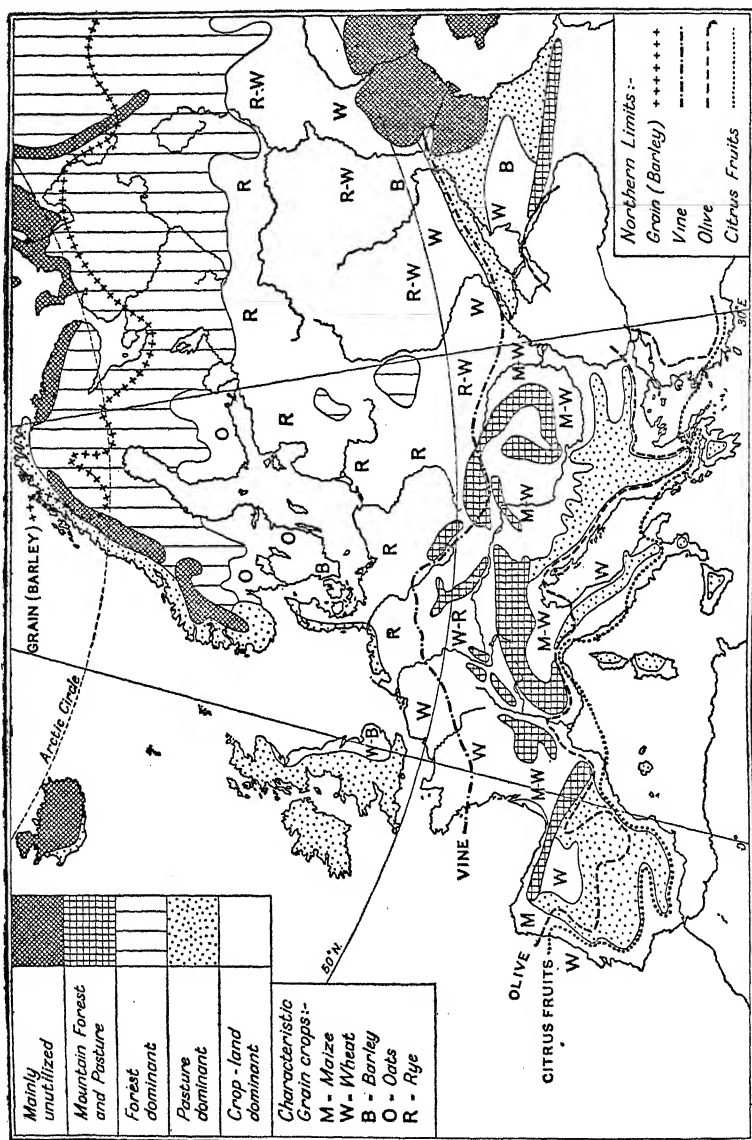 Mainly
unutilized
Mountain Forest
and Pasture
Forest
dominant
Pasture
dominant
Crop-land
dominant
Characteristic
Grain crops:-
M = Maize
W = Wheat
B = Barley
O = Oats
R = Rye
Northern Limits:-
Grain (Barley)
Vine
Olive
Citrus Fruits
GRAIN (BARLEY)
Arctic Circle
50°N.
VINE
OLIVE
CITRUS FRUITS
0°
0
30°E
O
O
O
B
R
R
R
R
R
R
R
R-W
R-W
R-W
R-W
W
W
W
B
B
W
W-B
W
W
W-R
M-W
M-W
M-W
M-W
M-W
W
M
W
W